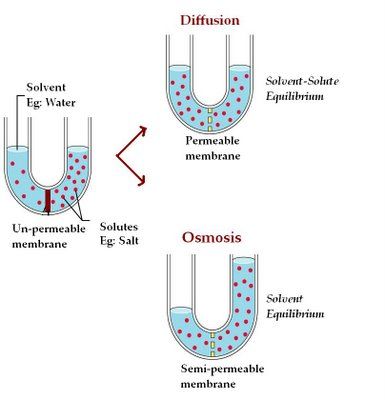 Diffusion
Solvent
Eg: Water
Solvent-Solute
Equilibrium
Permeable
membrane
Un-permeable
membrane
Solutes
Eg: Salt
Osmosis
Solvent
Equilibrium
Semi-permeable
membrane